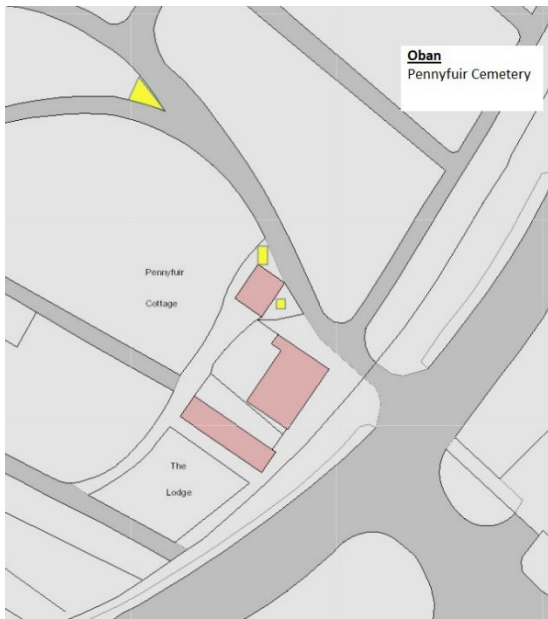 Oban
Pennyfuir Cemetery
Pennyfuir
Cottage
The
Lodge